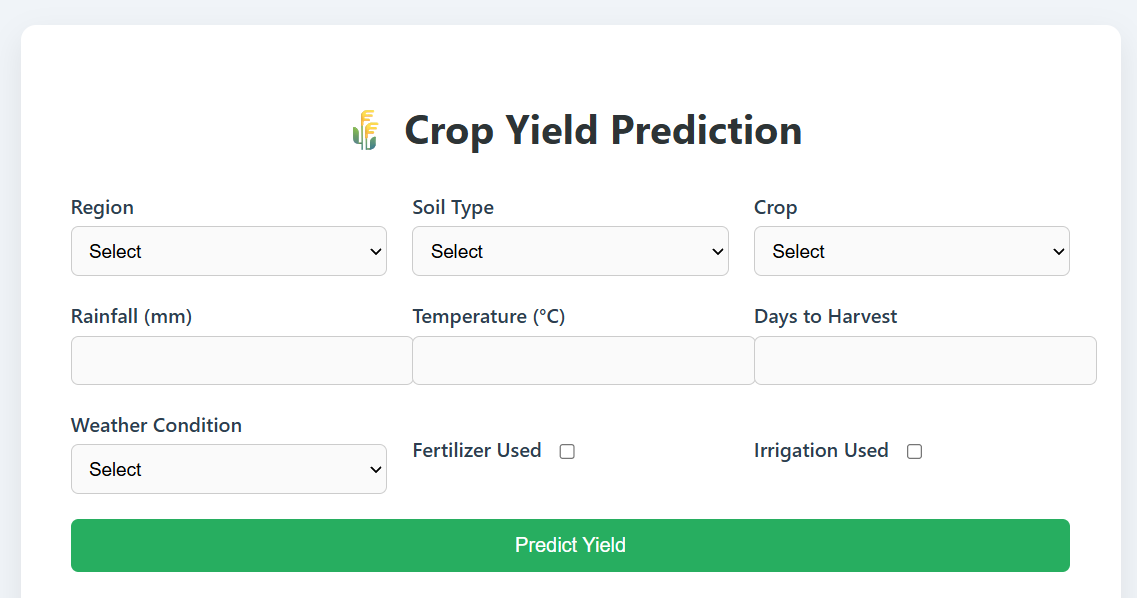 Crop Yield Prediction
Region Soil Type Crop
Select Select Select
Rainfall (mm) Temperature (°C) Days to Harvest
Weather Condition
Fertilizer Used Irrigation Used
Select
Predict Yield